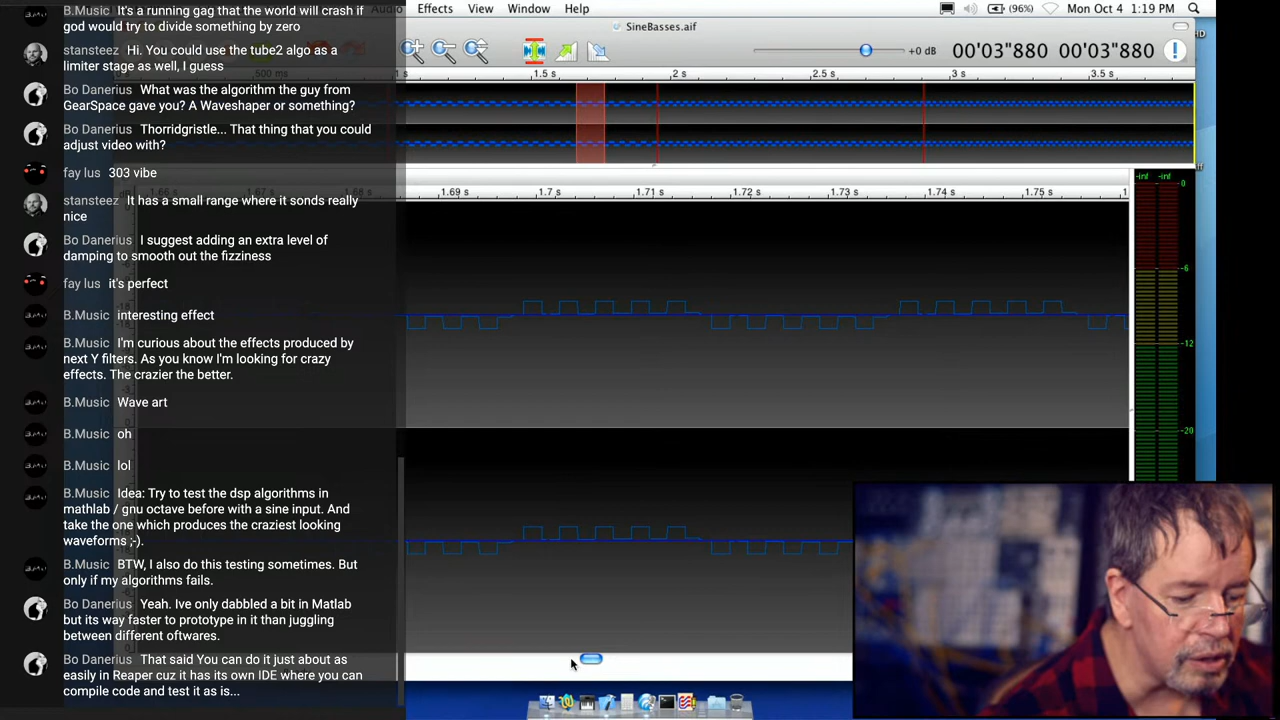 B.Music It's a running gag that the world will crash if
god would try to divide something by zero
stansteez Hi. You could use the tube2 algo as a
limiter stage as well, I guess
Bo Danerius What was the algorithm the guy from
GearSpace gave you? A Waveshaper or something?
Bo Danerius Thorridgristle... That thing that you could
adjust video with?
fay lus 303 vibe
stansteez It has a small range where it sonds really
nice
Bo Danerius I suggest adding an extra level of
damping to smooth out the fizziness
fay lus it's perfect
B.Music interesting effect
B.Music I'm curious about the effects produced by
next Y filters. As you know I'm looking for crazy
effects. The crazier the better.
B.Music Wave art
B.Music oh
B.Music lol
B.Music Idea: Try to test the dsp algorithms in
mathlab / gnu octave before with a sine input. And
take the one which produces the craziest looking
waveforms ;-).
B.Music BTW, I also do this testing sometimes. But
only if my algorithms fails.
Bo Danerius Yeah. Ive only dabbled a bit in Matlab
but its way faster to prototype in it than juggling
between different oftwares.
Bo Danerius That said You can do it just about as
easily in Reaper cuz it has its own IDE where you can
compile code and test it as is...
Audio Effects View Window Help
(96%) Mon Oct 4 1:19 PM
SineBasses.aif
+0 dB 00'03"880 00'03"880
500 ms 1 s 1.5 s 2 s 2.5 s 3 s 3.5 s
1.66 s 1.67 s 1.68 s 1.69 s 1.7 s 1.71 s 1.72 s 1.73 s 1.74 s 1.75 s
-inf -inf 0
-6
-12
-20